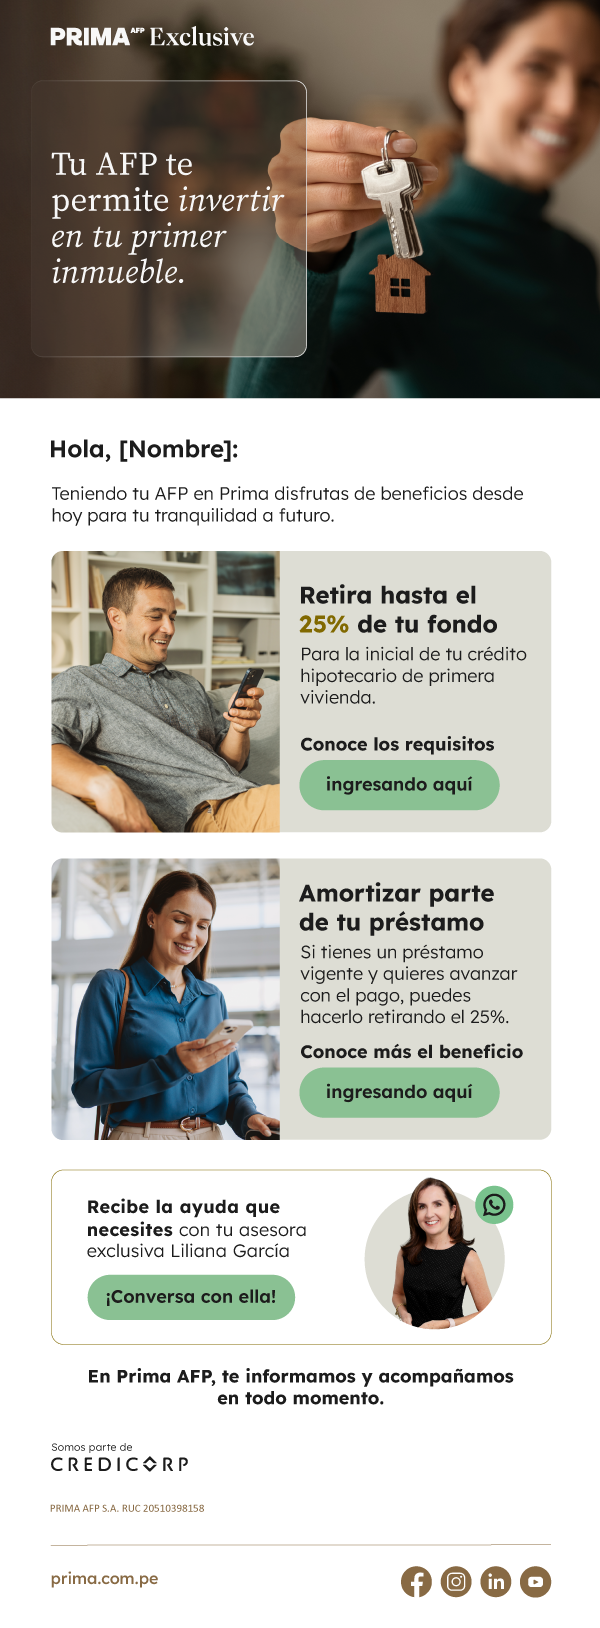 PRIMA AFP Exclusive
Tu AFP te
permite invertir
en tu primer
inmueble.
Hola, [Nombre]:
Teniendo tu AFP en Prima disfrutas de beneficios desde
hoy para tu tranquilidad a futuro.
Retira hasta el
25% de tu fondo
Para la inicial de tu crédito
hipotecario de primera
vivienda.
Conoce los requisitos
ingresando aquí
Amortizar parte
de tu préstamo
Si tienes un préstamo
vigente y quieres avanzar
con el pago, puedes
hacerlo retirando el 25%.
Conoce más el beneficio
ingresando aquí
Recibe la ayuda que
necesites con tu asesora
exclusiva Liliana García
¡Conversa con ella!
En Prima AFP, te informamos y acompañamos
en todo momento.
Somos parte de
CREDICORP
PRIMA AFP S.A. RUC 20510398158
prima.com.pe